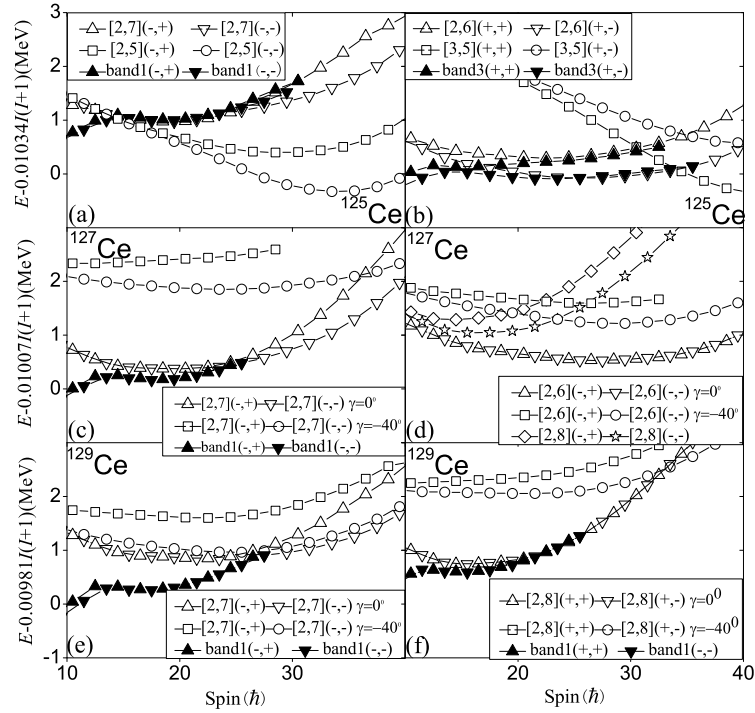 E-0.01034I(I+1)(MeV)
3
2
1
0
[2,7](-,+) [2,7](-,-)
[2,5](-,+) [2,5](-,-)
band1(-,+) band1(-,-)
(a)
125Ce
[2,6](+,+) [2,6](+,-)
[3,5](+,+) [3,5](+,-)
band3(+,+) band3(+,-)
(b)
125Ce
E-0.01007I(I+1)(MeV)
2
1
0
127Ce
(c)
[2,7](-,+) [2,7](-,-) γ=0°
[2,7](-,+) [2,7](-,-) γ=-40°
band1(-,+) band1(-,-)
127Ce
(d)
[2,6](-,+) [2,6](-,-) γ=0°
[2,6](-,+) [2,6](-,-) γ=-40°
[2,8](-,+) [2,8](-,-)
E-0.00981I(I+1)(MeV)
2
1
0
-1
129Ce
(e)
[2,7](-,+) [2,7](-,-) γ=0°
[2,7](-,+) [2,7](-,-) γ=-40°
band1(-,+) band1(-,-)
129Ce
(f)
[2,8](+,+) [2,8](+,-) γ=0⁰
[2,8](+,+) [2,8](+,-) γ=-40⁰
band1(+,+) band1(-,-)
10 20 30 20 30 40
Spin(ℏ) Spin(ℏ)